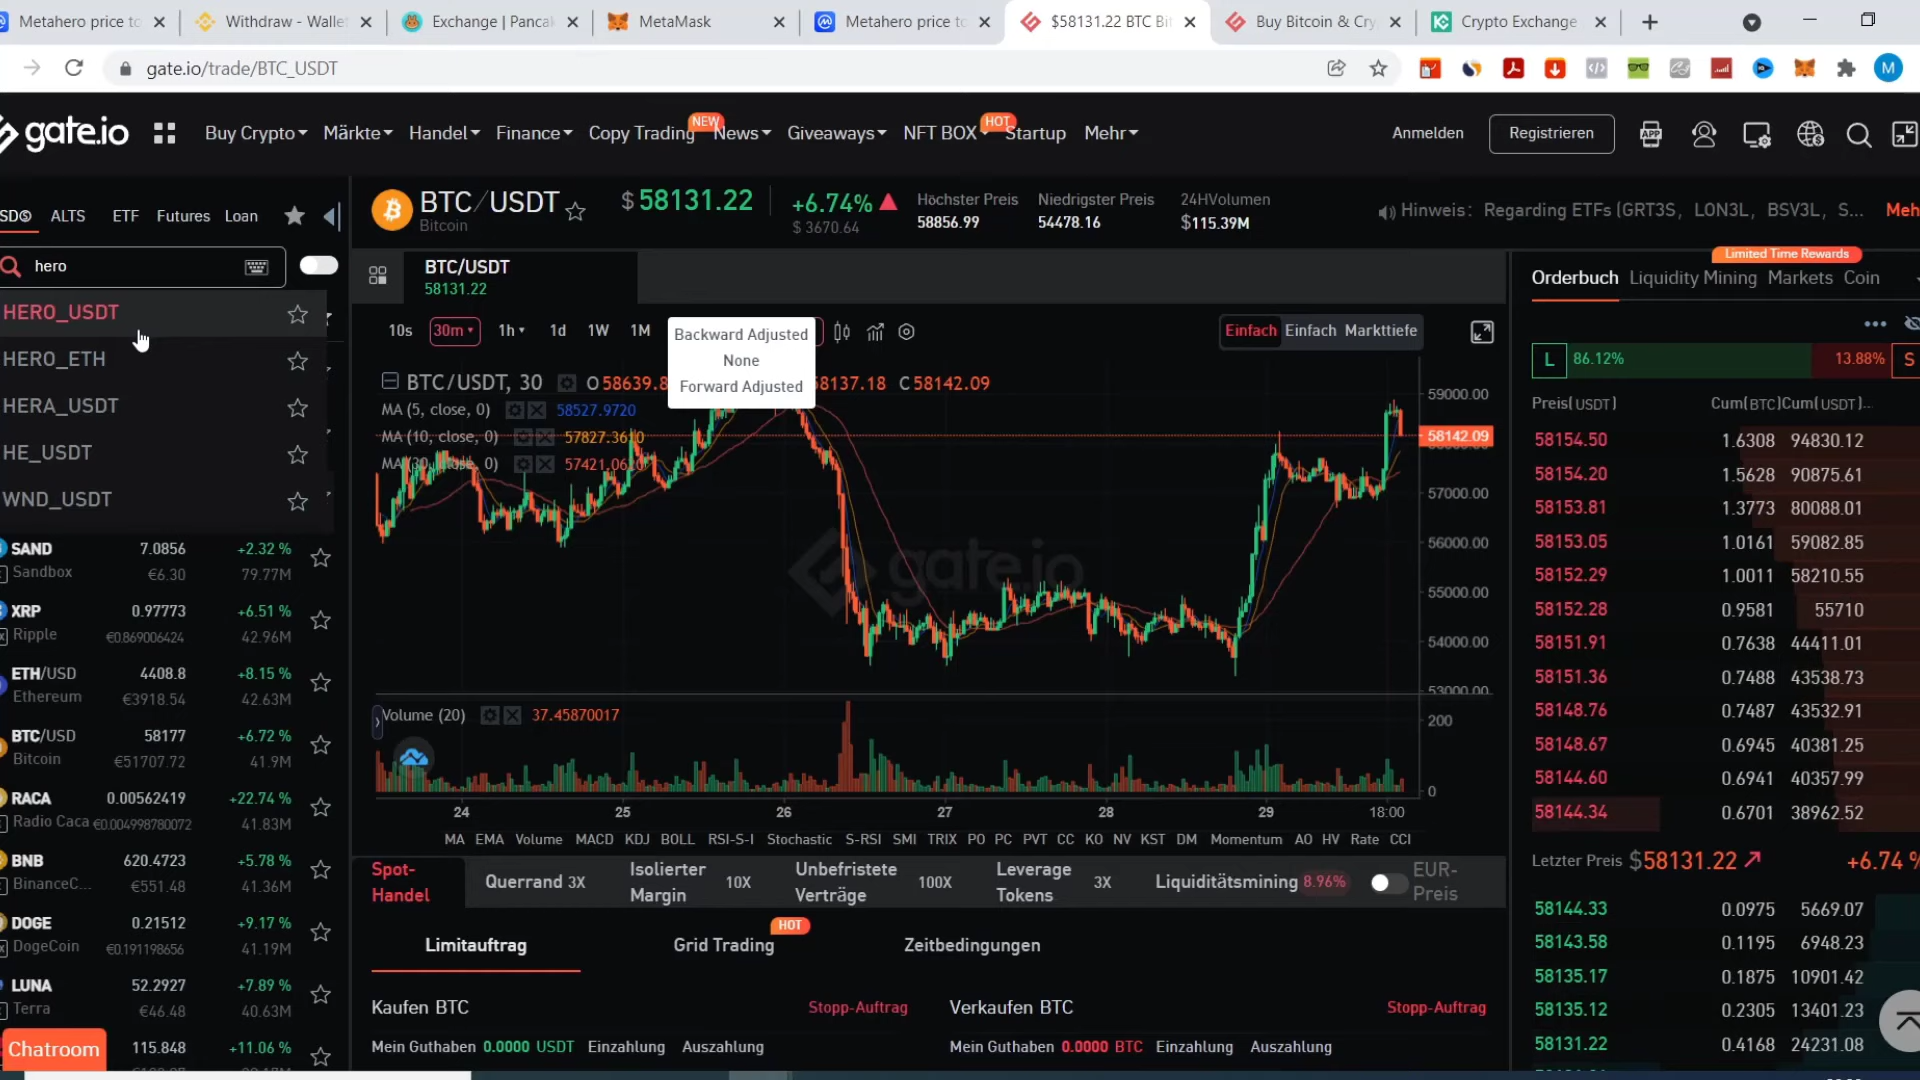 Metahero price to
Withdraw - Wallet
Exchange | Panca
MetaMask
Metahero price to
$58131.22 BTC Bit
Buy Bitcoin & Cry
Crypto Exchange
gate.io/trade/BTC_USDT
M
gate.io
Buy Crypto
Märkte
Handel
Finance
Copy Trading
NEW
News
Giveaways
NFT BOX
HOT
Startup
Mehr
Anmelden
Registrieren
APP
ALTS
ETF
Futures
Loan
BTC/USDT
Bitcoin
$58131.22
+6.74%
$ 3670.64
Höchster Preis
58856.99
Niedrigster Preis
54478.16
24HVolumen
$115.39M
Hinweis: Regarding ETFs (GRT3S, LON3L, BSV3L, S...
Meh
hero
HERO_USDT
HERO_ETH
HERA_USDT
HE_USDT
WND_USDT
SAND 7.0856 +2.32 %
Sandbox €6.30 79.77M
XRP 0.97773 +6.51 %
Ripple €0.869006424 42.96M
ETH/USD 4408.8 +8.15 %
Ethereum €3918.54 42.63M
BTC/USD 58177 +6.72 %
Bitcoin €51707.72 41.9M
RACA 0.00562419 +22.74 %
Radio Caca €0.004998780072 41.83M
BNB 620.4723 +5.78 %
BinanceC... €551.48 41.36M
DOGE 0.21512 +9.17 %
DogeCoin €0.191198656 41.19M
LUNA 52.2927 +7.89 %
Terra €46.48 40.63M
Chatroom
115.848 +11.06 %
BTC/USDT
58131.22
10s 30m 1h 1d 1W 1M
Backward Adjusted
None
Forward Adjusted
Einfach Einfach Markttiefe
BTC/USDT, 30 O58639.8 58137.18 C58142.09
MA (5, close, 0) 58527.9720
MA (10, close, 0) 57827.3610
MA (30, close, 0) 57421.0620
gate.io
59000.00
58142.09
57000.00
56000.00
55000.00
54000.00
53000.00
Volume (20) 37.45870017
200
0
24 25 26 27 28 29 18:00
MA EMA Volume MACD KDJ BOLL RSI-S-I Stochastic S-RSI SMI TRIX PO PC PVT CC KO NV KST DM Momentum AO HV Rate CCI
Spot-
Handel
Querrand 3X
Isolierter
Margin
10X
Unbefristete
Verträge
100X
Leverage
Tokens
3X
Liquiditätsmining 8.96%
EUR-
Preis
Limitauftrag
Grid Trading
HOT
Zeitbedingungen
Kaufen BTC
Stopp-Auftrag
Verkaufen BTC
Stopp-Auftrag
Mein Guthaben 0.0000 USDT Einzahlung Auszahlung
Mein Guthaben 0.0000 BTC Einzahlung Auszahlung
Limited Time Rewards
Orderbuch Liquidity Mining Markets Coin
L 86.12% 13.88% S
Preis(USDT) Cum(BTC)Cum(USDT)...
58154.50 1.6308 94830.12
58154.20 1.5628 90875.61
58153.81 1.3773 80088.01
58153.05 1.0161 59082.85
58152.29 1.0011 58210.55
58152.28 0.9581 55710
58151.91 0.7638 44411.01
58151.36 0.7488 43538.73
58148.76 0.7487 43532.91
58148.67 0.6945 40381.25
58144.60 0.6941 40357.99
58144.34 0.6701 38962.52
Letzter Preis $58131.22 +6.74 %
58144.33 0.0975 5669.07
58143.58 0.1195 6948.23
58135.17 0.1875 10901.42
58135.12 0.2305 13401.23
58131.22 0.4168 24231.08